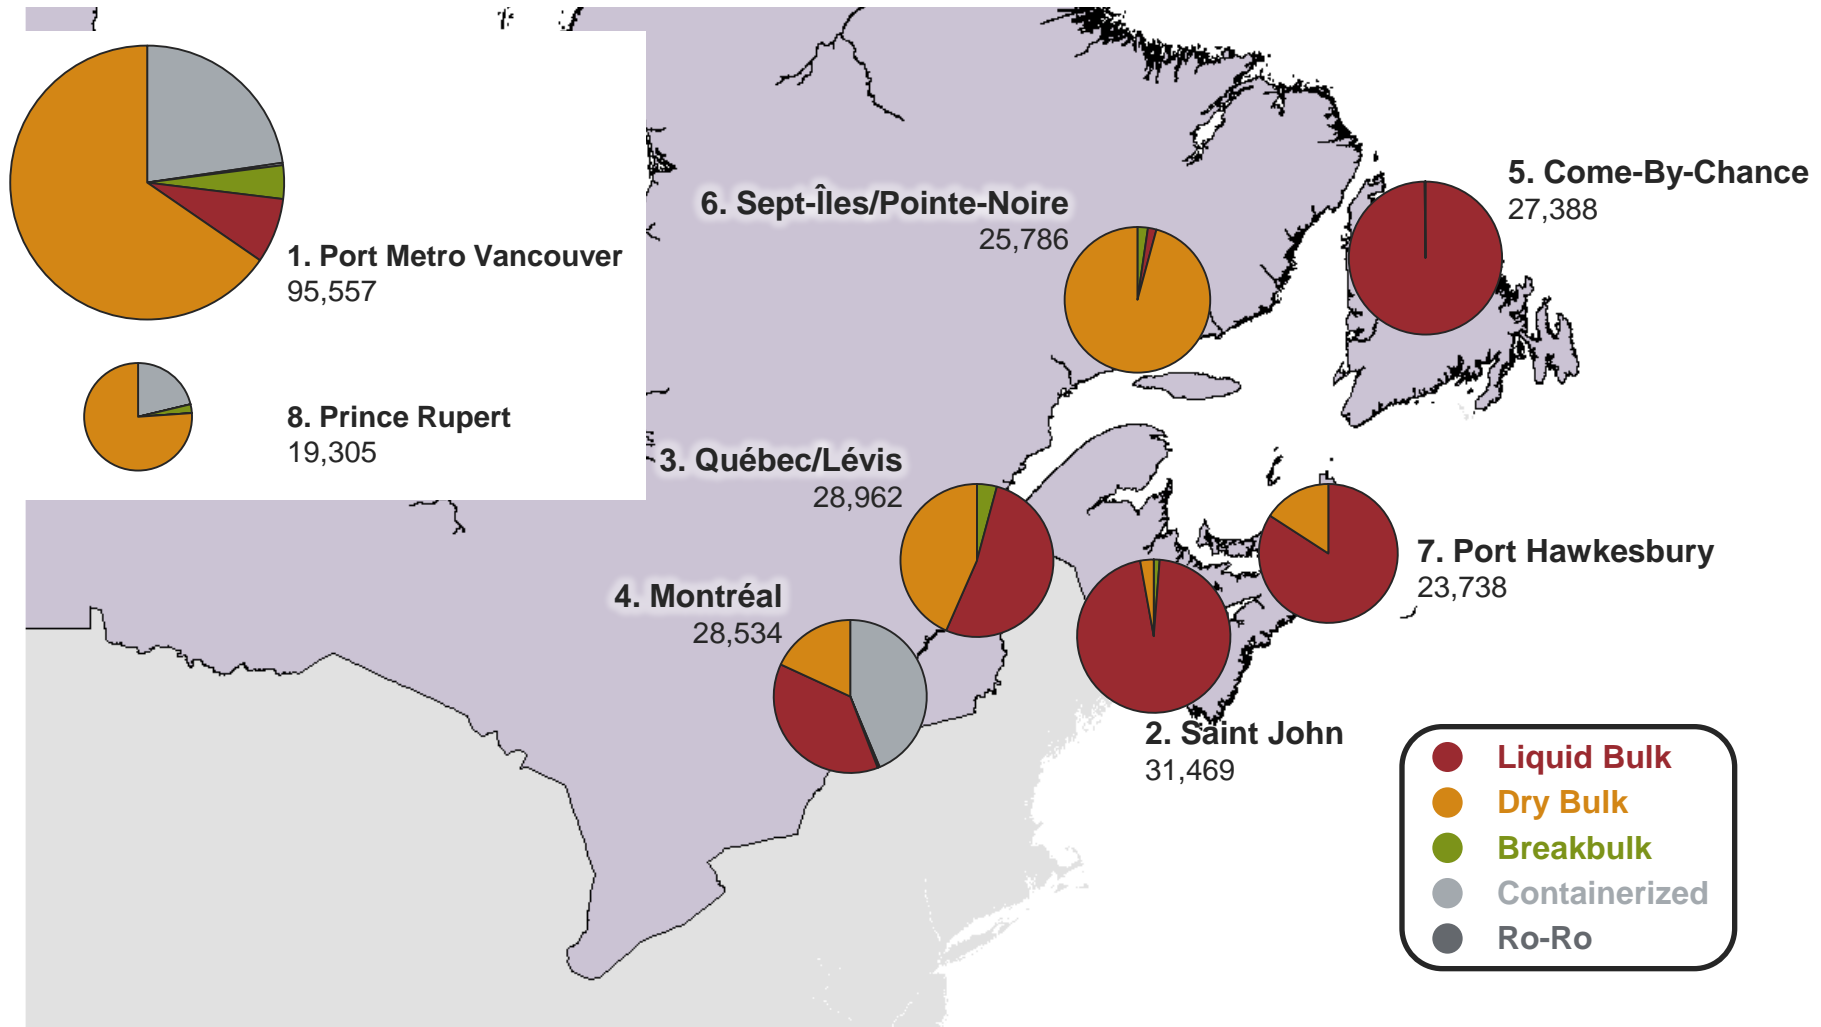 1. Port Metro Vancouver
95,557
8. Prince Rupert
19,305
6. Sept-Îles/Pointe-Noire
25,786
5. Come-By-Chance
27,388
3. Québec/Lévis
28,962
4. Montréal
28,534
7. Port Hawkesbury
23,738
2. Saint John
31,469
Liquid Bulk
Dry Bulk
Breakbulk
Containerized
Ro-Ro